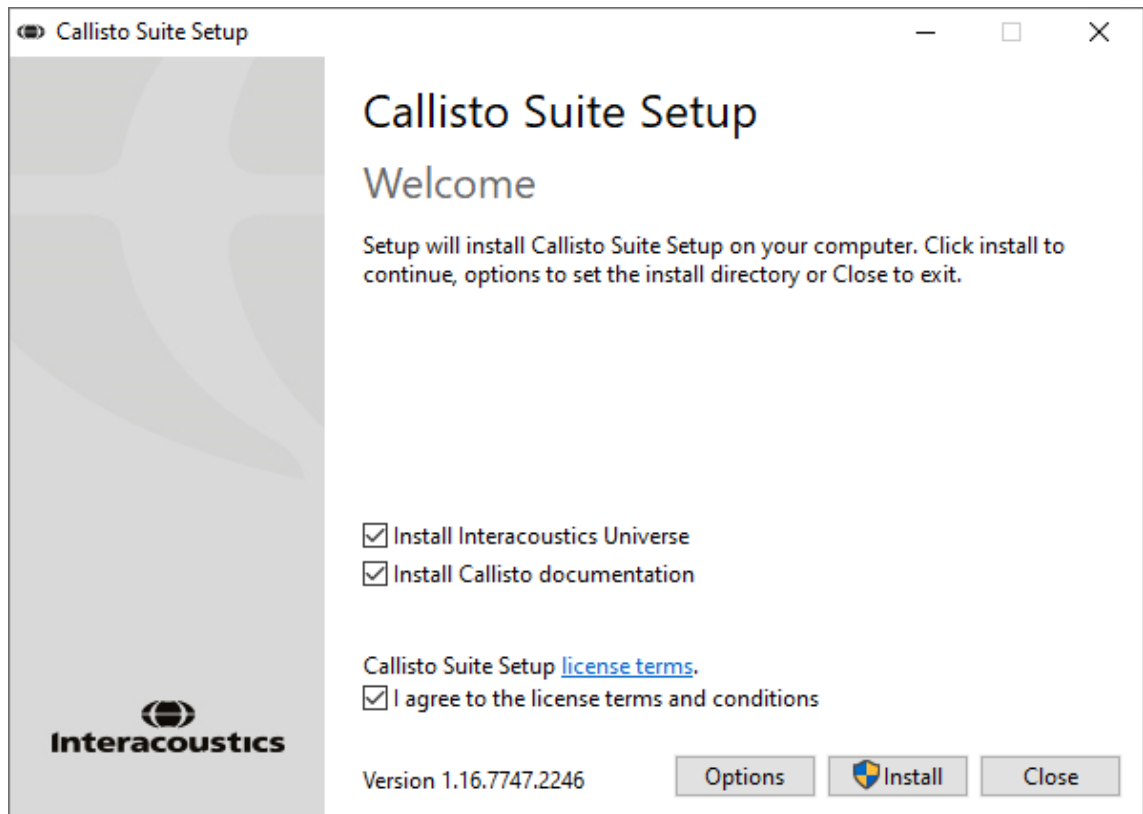 Callisto Suite Setup
Callisto Suite Setup
Welcome
Setup will install Callisto Suite Setup on your computer. Click install to
continue, options to set the install directory or Close to exit.
Install Interacoustics Universe
Install Callisto documentation
Callisto Suite Setup license terms.
I agree to the license terms and conditions
Interacoustics
Version 1.16.7747.2246
Options
Install
Close